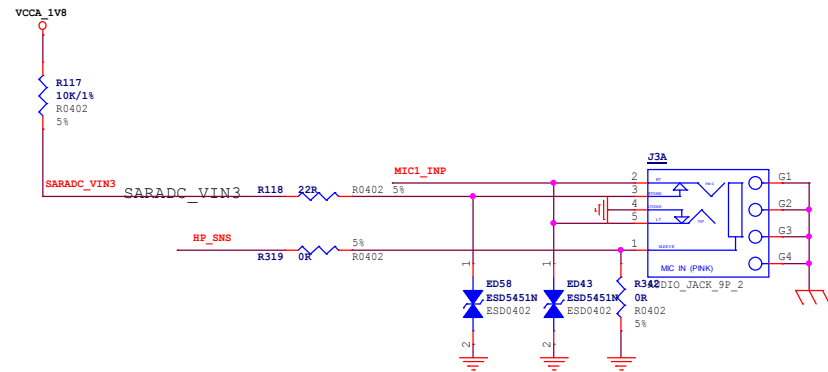 VCCA_1V8
R117
10K/1%
R0402
5%
SARADC_VIN3
SARADC_VIN3
R118 22R R0402
5%
MIC1_INP
HP_SNS
R319 0R
5%
R0402
1
ED58
ESD5451N
ESD0402
2
1
ED43
ESD5451N
ESD0402
2
R342
0R
R0402
5%
J3A
2
3
4
5
1
SLEEVE
MIC IN (PINK)
AUDIO_JACK_9P_2
G1
G2
G3
G4